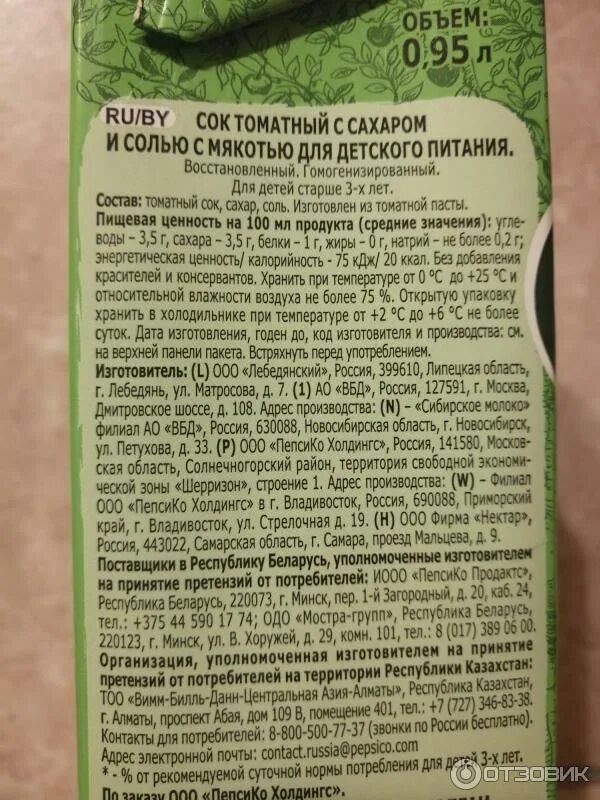 ОБЪЕМ:
0,95 л
RU/BY
СОК ТОМАТНЫЙ С САХАРОМ
И СОЛЬЮ С МЯКОТЬЮ ДЛЯ ДЕТСКОГО ПИТАНИЯ.
Восстановленный. Гомогенизированный.
Для детей старше 3-х лет.
Состав: томатный сок, сахар, соль. Изготовлен из томатной пасты.
Пищевая ценность на 100 мл продукта (средние значения): угле-
воды – 3,5 г, сахара – 3,5 г, белки – 1 г, жиры – 0 г, натрий – не более 0,2 г;
энергетическая ценность/ калорийность - 75 кДж/ 20 ккал. Без добавления
красителей и консервантов. Хранить при температуре от 0 °С до +25 °С и
относительной влажности воздуха не более 75 %. Открытую упаковку
хранить в холодильнике при температуре от +2 °С до +6 °С не более
суток. Дата изготовления, годен до, код изготовителя и производства: см.
на верхней панели пакета. Встряхнуть перед употреблением.
Изготовитель: (L) ООО «Лебедянский», Россия, 399610, Липецкая область,
г. Лебедянь, ул. Матросова, д. 7. (1) АО «ВБД», Россия, 127591, г. Москва,
Дмитровское шоссе, д. 108. Адрес производства: (N) – «Сибирское молоко»
филиал АО «ВБД», Россия, 630088, Новосибирская область, г. Новосибирск,
ул. Петухова, д. 33. (P) ООО «ПепсиКо Холдингс», Россия, 141580, Москов-
ская область, Солнечногорский район, территория свободной экономи-
ческой зоны «Шерризон», строение 1. Адрес производства: (W) – Филиал
ООО «ПепсиКо Холдингс» в г. Владивосток, Россия, 690088, Приморский
край, г. Владивосток, ул. Стрелочная д. 19. (H) ООО Фирма «Нектар»,
Россия, 443022, Самарская область, г. Самара, проезд Мальцева, д. 9.
Поставщики в Республику Беларусь, уполномоченные изготовителем
на принятие претензий от потребителей: ИООО «ПепсиКо Продактс»,
Республика Беларусь, 220073, г. Минск, пер. 1-й Загородный, д. 20, каб. 24,
тел.: +375 44 590 17 74; ОДО «Мостра-групп», Республика Беларусь,
220123, г. Минск, ул. В. Хоружей, д. 29, комн. 101, тел.: 8 (017) 389 06 00.
Организация, уполномоченная изготовителем на принятие
претензий от потребителей на территории Республики Казахстан:
ТОО «Вимм-Билль-Данн-Центральная Азия-Алматы», Республика Казахстан,
г. Алматы, проспект Абая, дом 109 В, помещение 401, тел.: +7 (727) 346-83-38.
Контакты для потребителей: 8-800-500-77-37 (звонки по России бесплатно).
Адрес электронной почты: contact.russia@pepsico.com
* - % от рекомендуемой суточной нормы потребления для детей 3-х лет.
По заказу ООО «ПепсиКо Холдингс».
ОТЗОВИК